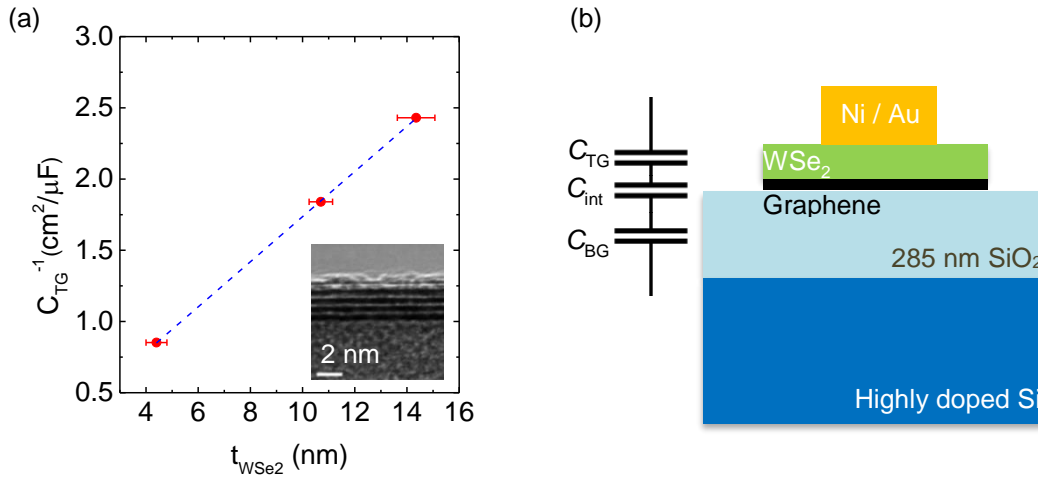 (a)
C_TG^-1 (cm²/μF)
3.0
2.5
2.0
1.5
1.0
0.5
2 nm
4 6 8 10 12 14 16
t_WSe2 (nm)
(b)
C_TG
C_int
C_BG
Ni / Au
WSe₂
Graphene
285 nm SiO₂
Highly doped Si